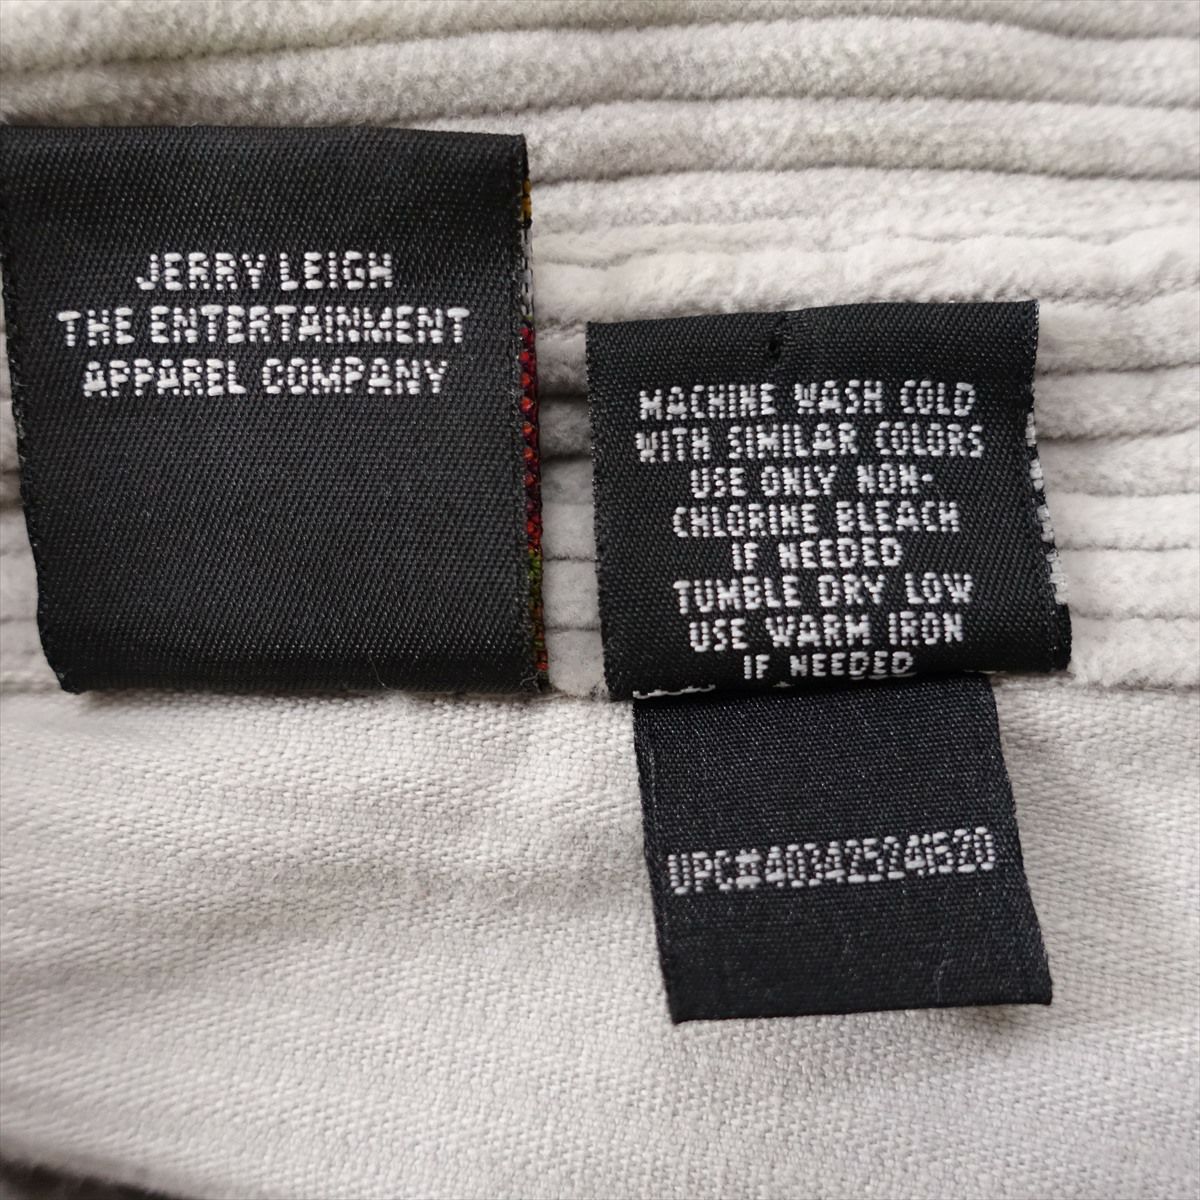 JERRY LEIGH
THE ENTERTAINMENT
APPAREL COMPANY
MACHINE WASH COLD
WITH SIMILAR COLORS
USE ONLY NON-
CHLORINE BLEACH
IF NEEDED
TUMBLE DRY LOW
USE WARM IRON
IF NEEDED
UPC#403425241520